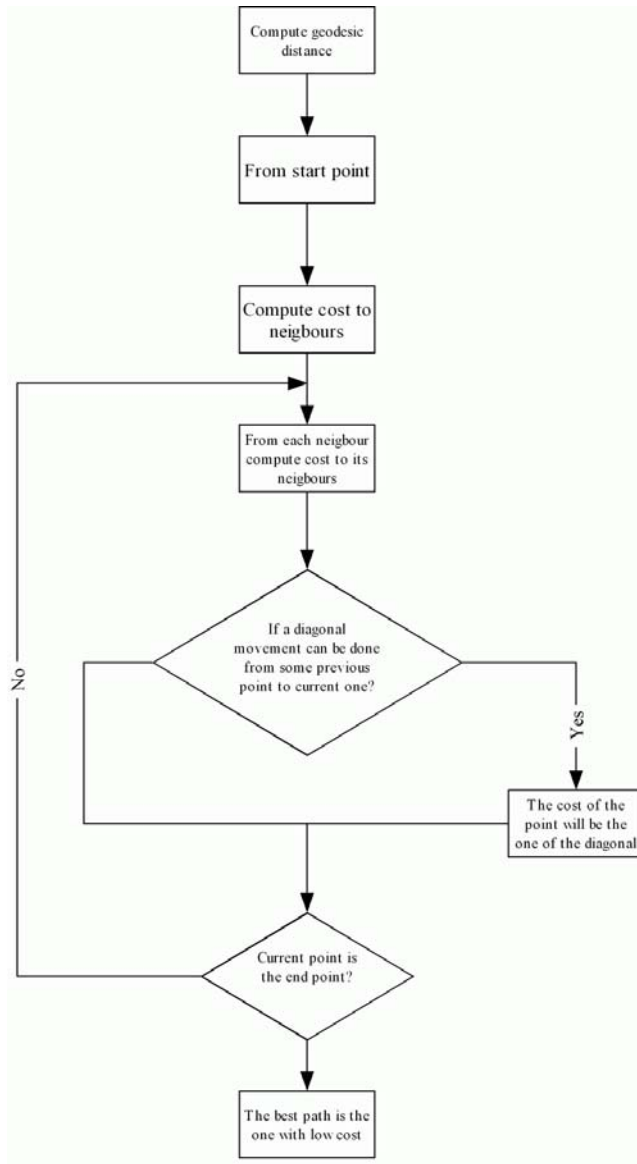 Compute geodesic
distance
From start point
Compute cost to
neigbours
From each neigbour
compute cost to its
neigbours
If a diagonal
movement can be done
from some previous
point to current one?
No
Yes
The cost of the
point will be the
one of the diagonal
Current point is
the end point?
The best path is the
one with low cost